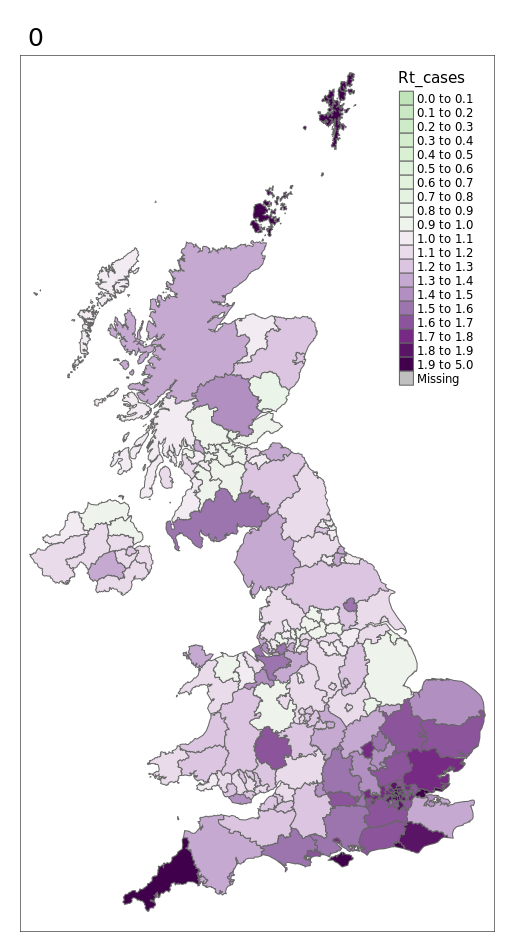 0
Rt_cases
0.0 to 0.1
0.1 to 0.2
0.2 to 0.3
0.3 to 0.4
0.4 to 0.5
0.5 to 0.6
0.6 to 0.7
0.7 to 0.8
0.8 to 0.9
0.9 to 1.0
1.0 to 1.1
1.1 to 1.2
1.2 to 1.3
1.3 to 1.4
1.4 to 1.5
1.5 to 1.6
1.6 to 1.7
1.7 to 1.8
1.8 to 1.9
1.9 to 5.0
Missing